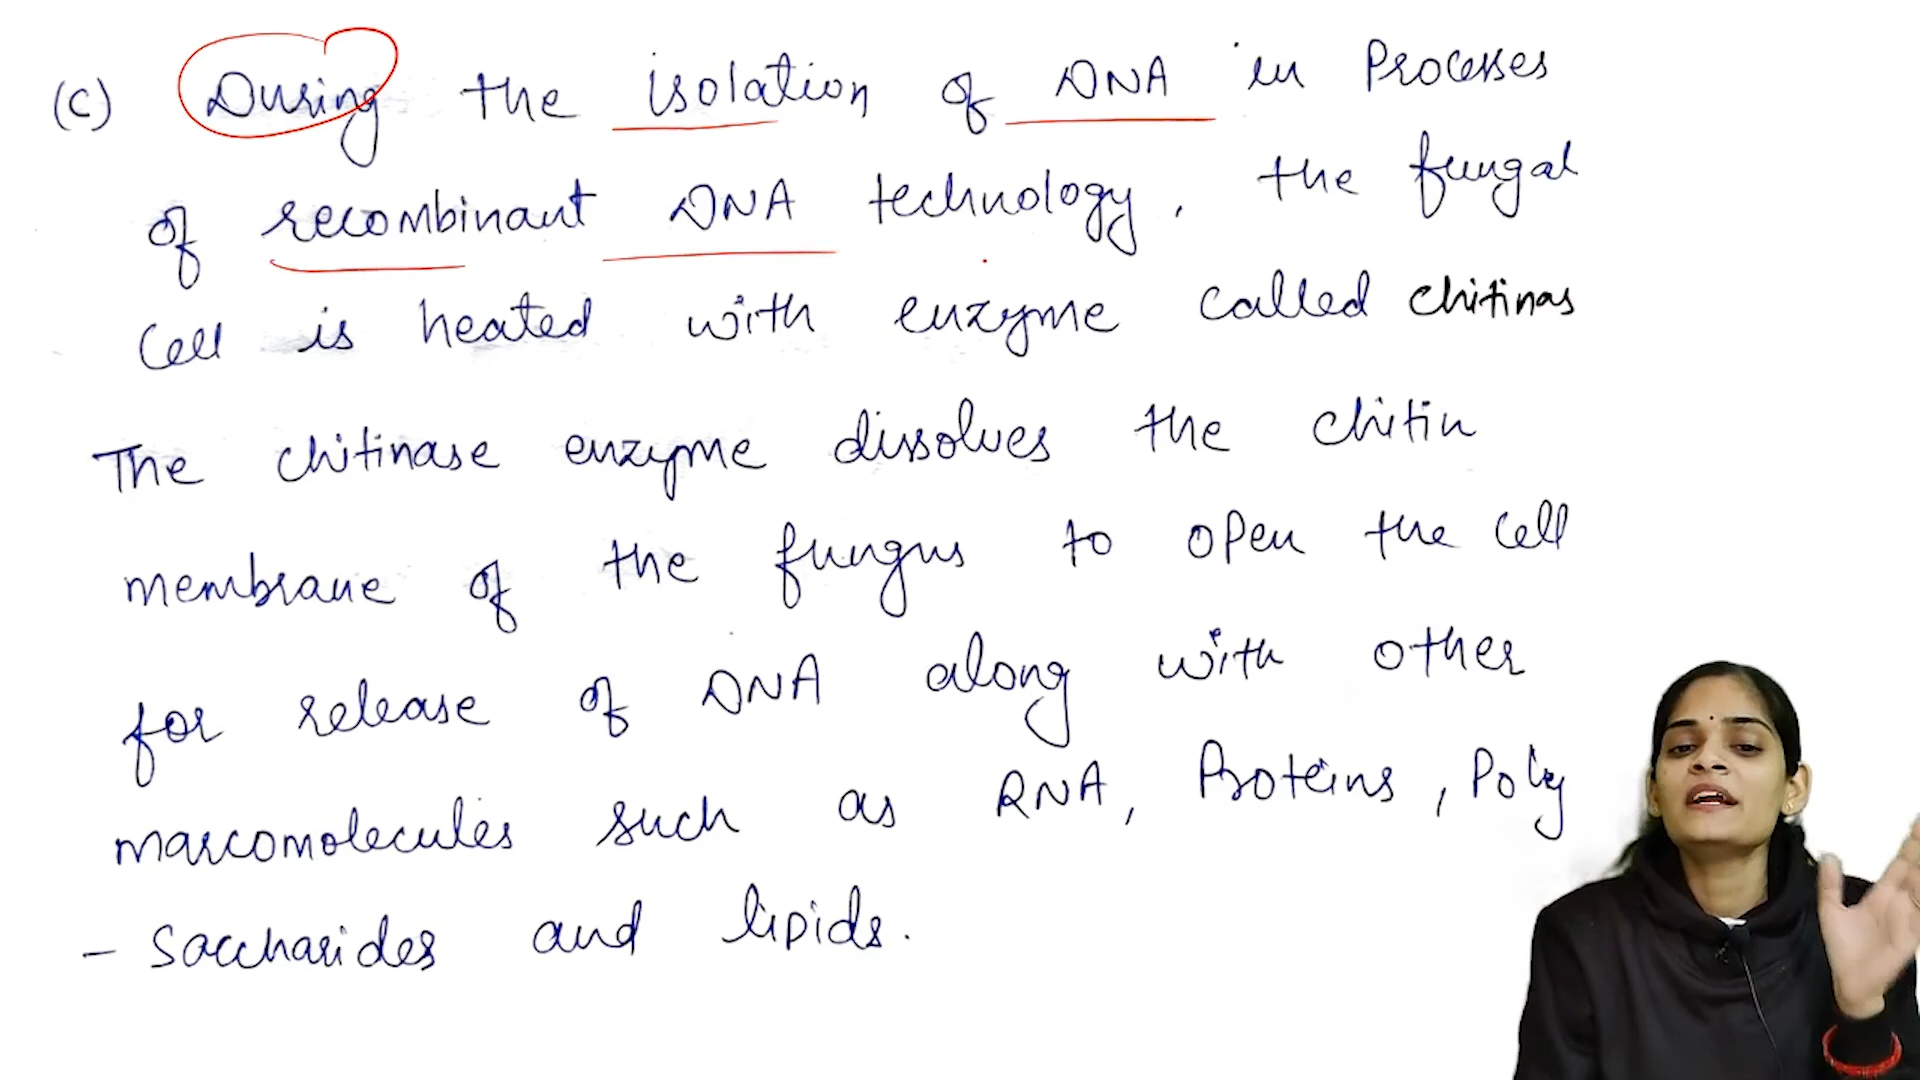 (C) During the isolation of DNA in Processes
of recombinant DNA technology, the fungal
Cell is heated with enzyme called chitinas
The chitinase enzyme dissolves the chitin
membrane of the fungus to open the cell
for release of DNA along with other
marcomolecules such as RNA, Proteins, Poly
- Saccharides and lipids.